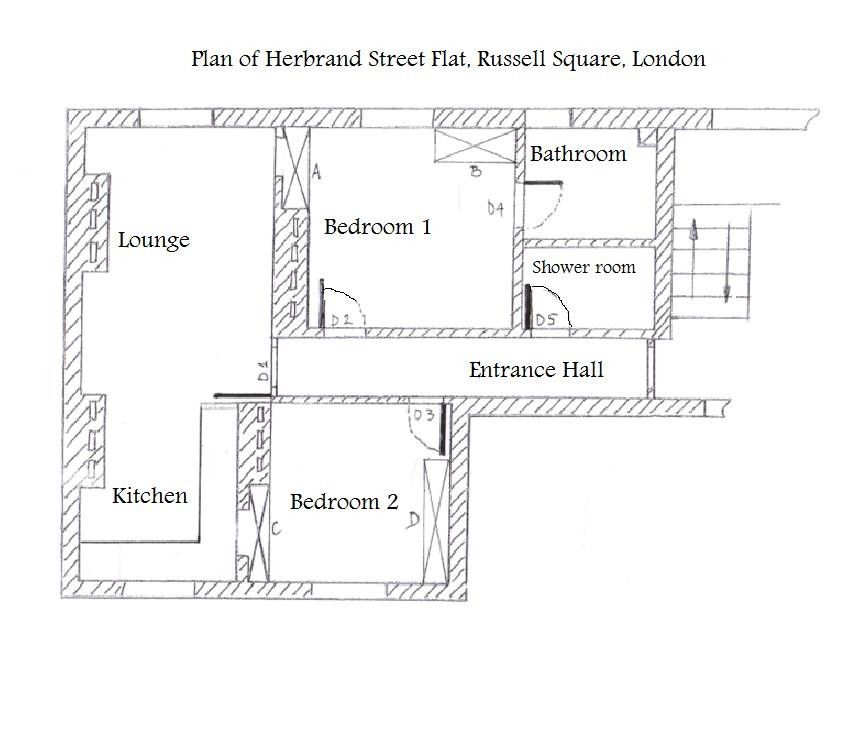 Plan of Herbrand Street Flat, Russell Square, London
Bathroom
A
B
D4
Bedroom 1
Lounge
Shower room
D2
D5
D1
Entrance Hall
D3
Kitchen
Bedroom 2
C
D